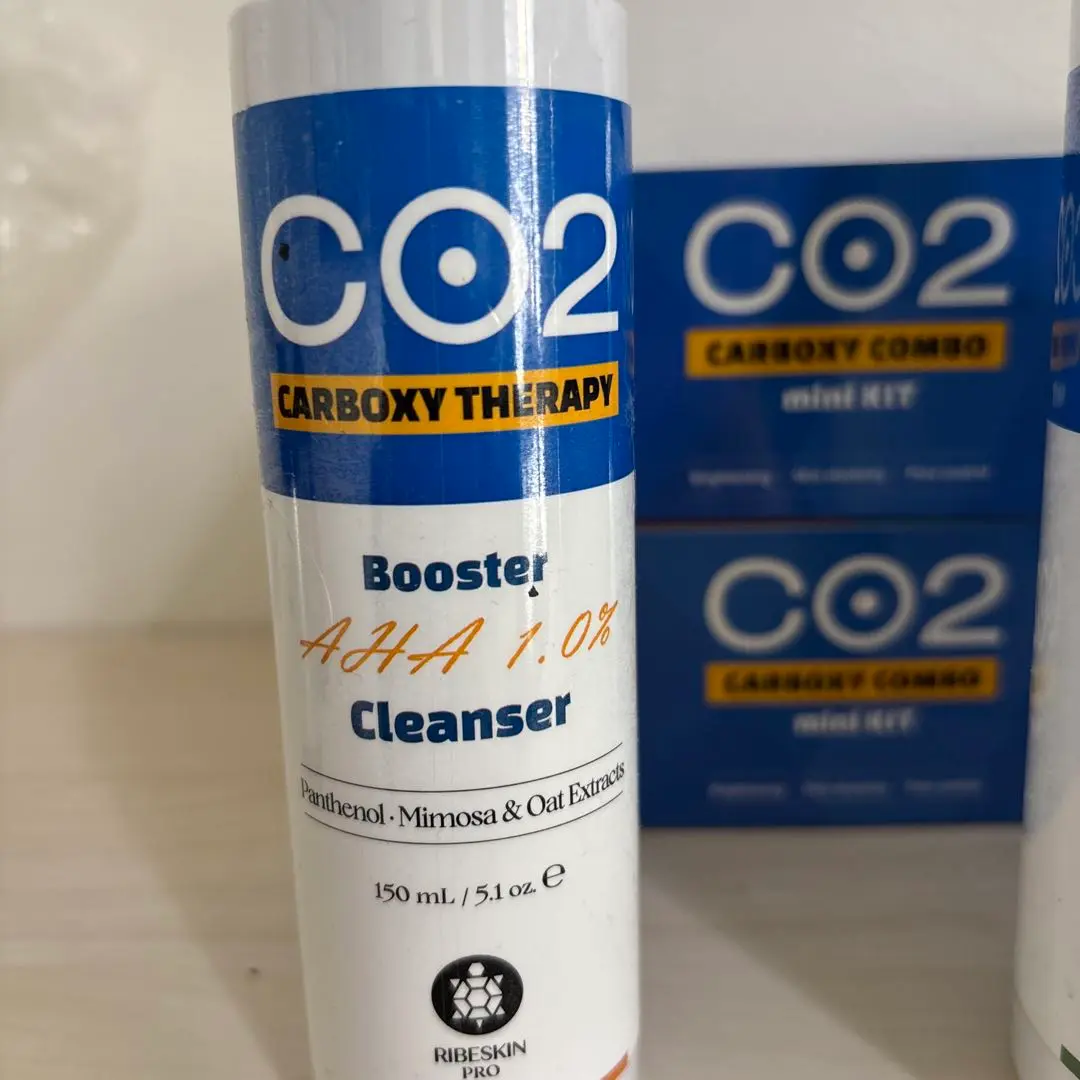 CO2
CARBOXY THERAPY
Booster
AHA 1.0%
Cleanser
Panthenol · Mimosa & Oat Extracts
150 mL / 5.1 oz. ℮
RIBESKIN
PRO
CO2
CARBOXY COMBO
mini KIT
CO2
CARBOXY COMBO
mini KIT